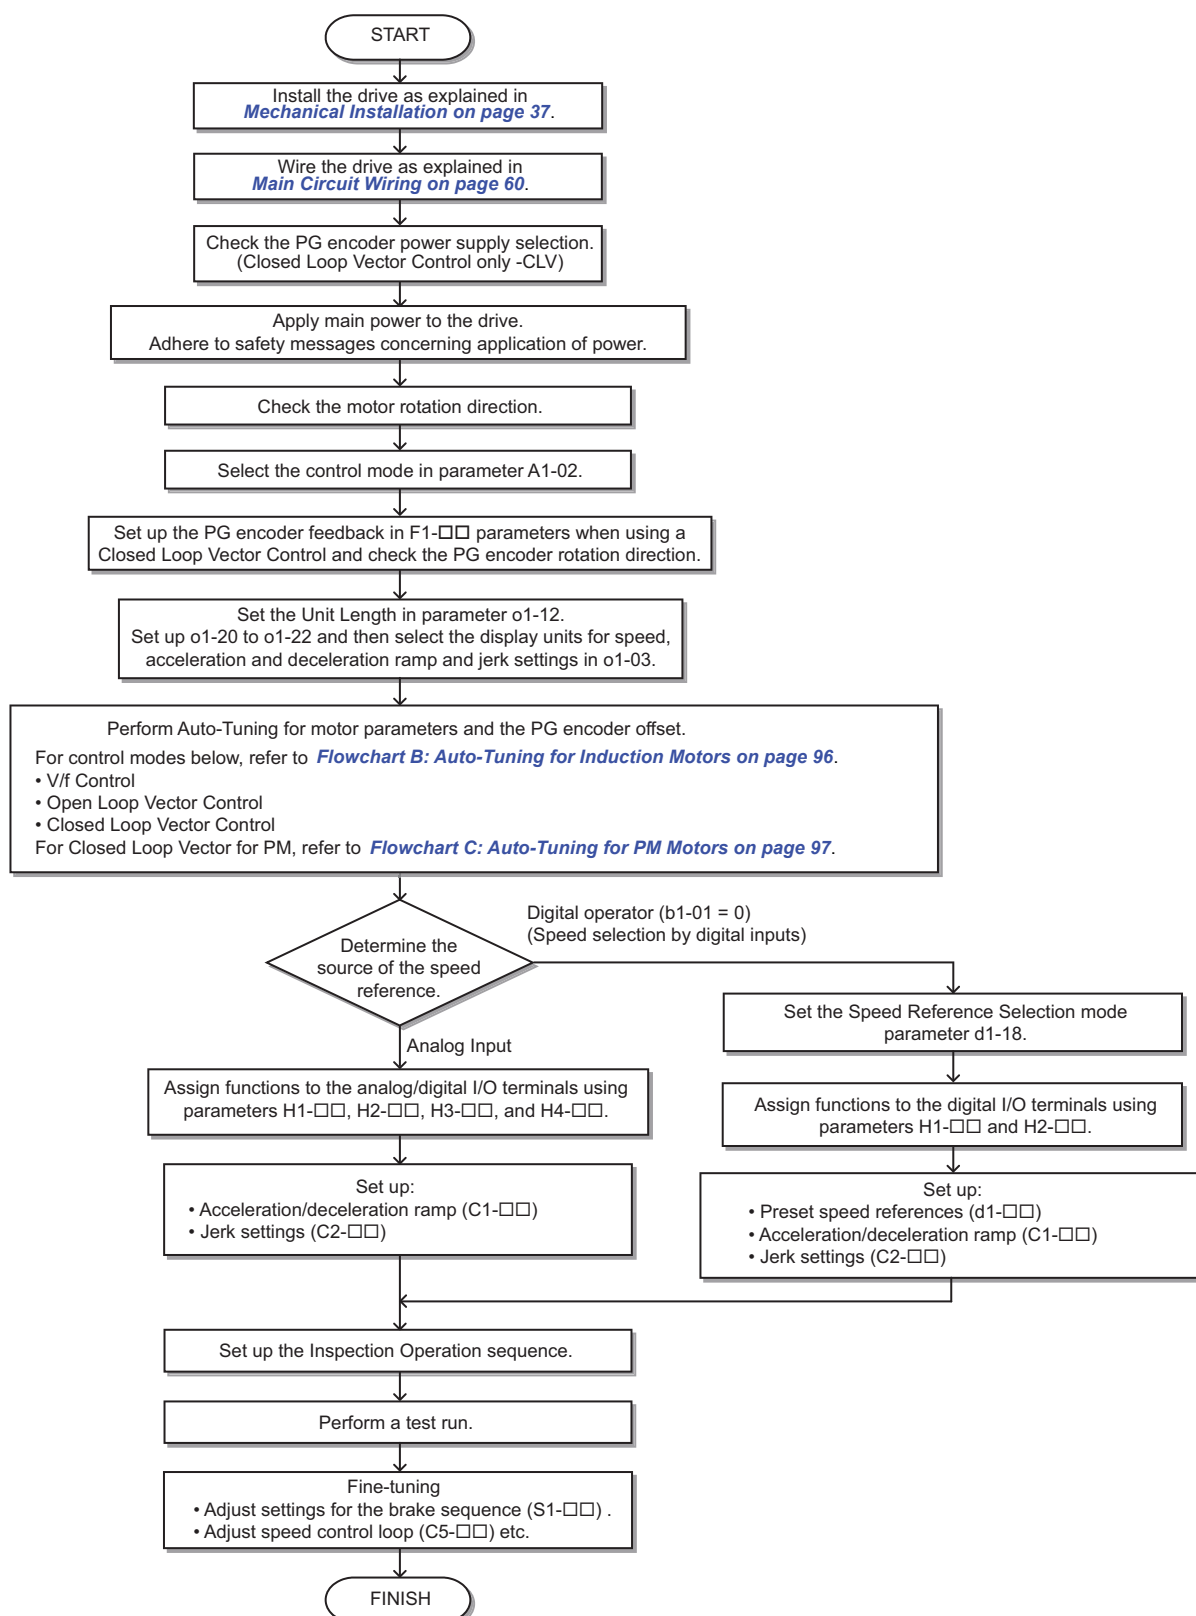 START
Install the drive as explained in
Mechanical Installation on page 37.
Wire the drive as explained in
Main Circuit Wiring on page 60.
Check the PG encoder power supply selection.
(Closed Loop Vector Control only -CLV)
Apply main power to the drive.
Adhere to safety messages concerning application of power.
Check the motor rotation direction.
Select the control mode in parameter A1-02.
Set up the PG encoder feedback in F1-□□ parameters when using a
Closed Loop Vector Control and check the PG encoder rotation direction.
Set the Unit Length in parameter o1-12.
Set up o1-20 to o1-22 and then select the display units for speed,
acceleration and deceleration ramp and jerk settings in o1-03.
Perform Auto-Tuning for motor parameters and the PG encoder offset.
For control modes below, refer to Flowchart B: Auto-Tuning for Induction Motors on page 96.
• V/f Control
• Open Loop Vector Control
• Closed Loop Vector Control
For Closed Loop Vector for PM, refer to Flowchart C: Auto-Tuning for PM Motors on page 97.
Determine the
source of the speed
reference.
Digital operator (b1-01 = 0)
(Speed selection by digital inputs)
Analog Input
Assign functions to the analog/digital I/O terminals using
parameters H1-□□, H2-□□, H3-□□, and H4-□□.
Set up:
• Acceleration/deceleration ramp (C1-□□)
• Jerk settings (C2-□□)
Set the Speed Reference Selection mode
parameter d1-18.
Assign functions to the digital I/O terminals using
parameters H1-□□ and H2-□□.
Set up:
• Preset speed references (d1-□□)
• Acceleration/deceleration ramp (C1-□□)
• Jerk settings (C2-□□)
Set up the Inspection Operation sequence.
Perform a test run.
Fine-tuning
• Adjust settings for the brake sequence (S1-□□) .
• Adjust speed control loop (C5-□□) etc.
FINISH